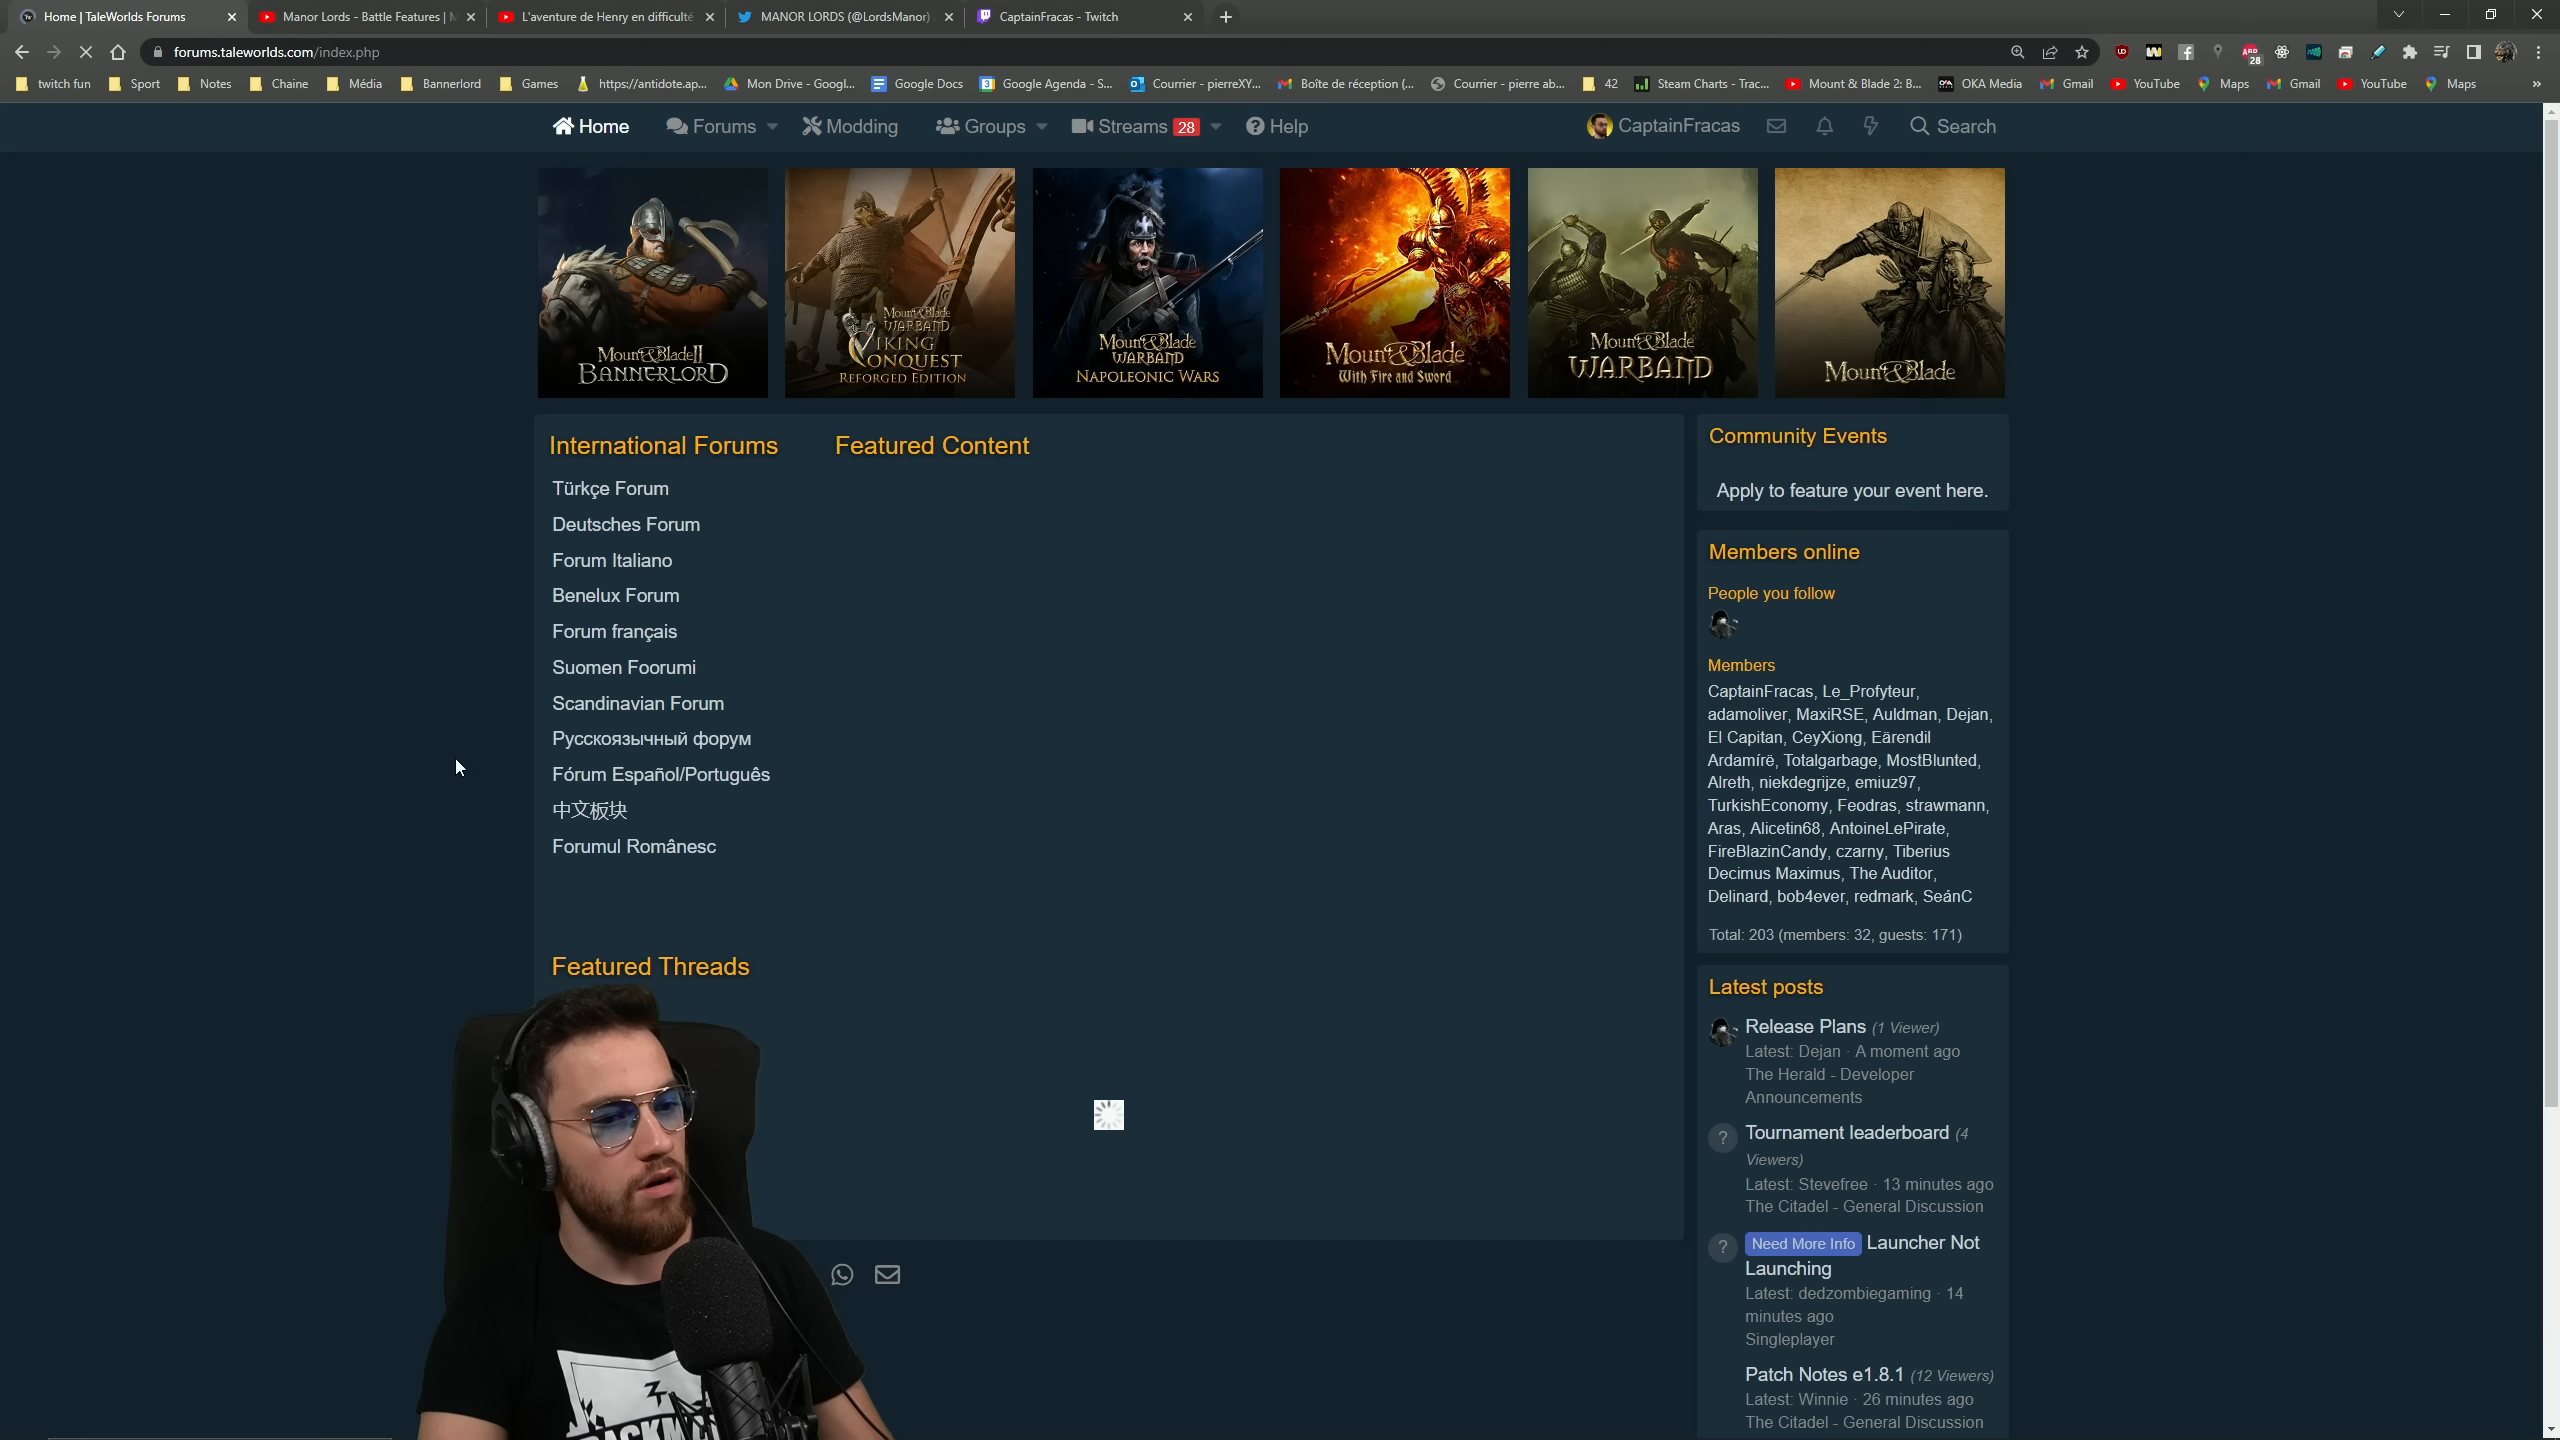 Home | TaleWorlds Forums
Manor Lords - Battle Features |
L'aventure de Henry en difficulté
MANOR LORDS (@LordsManor)
CaptainFracas - Twitch
forums.taleworlds.com/index.php
28
twitch fun
Sport
Notes
Chaine
Média
Bannerlord
Games
https://antidote.ap...
Mon Drive - Googl...
Google Docs
Google Agenda - S...
Courrier - pierreXY...
Boîte de réception (...
Courrier - pierre ab...
42
Steam Charts - Trac...
Mount & Blade 2: B...
OKA Media
Gmail
YouTube
Maps
Gmail
YouTube
Maps
»
Home
Forums
Modding
Groups
Streams 28
Help
CaptainFracas
Search
Mount&Blade II
BANNERLORD
Mount&Blade
WARBAND
VIKING
CONQUEST
REFORGED EDITION
Mount&Blade
WARBAND
NAPOLEONIC WARS
Mount&Blade
With Fire and Sword
Mount&Blade
WARBAND
Mount&Blade
International Forums
Türkçe Forum
Deutsches Forum
Forum Italiano
Benelux Forum
Forum français
Suomen Foorumi
Scandinavian Forum
Русскоязычный форум
Fórum Español/Português
中文板块
Forumul Românesc
Featured Content
Featured Threads
Community Events
Apply to feature your event here.
Members online
People you follow
Members
CaptainFracas, Le_Profyteur,
adamoliver, MaxiRSE, Auldman, Dejan,
El Capitan, CeyXiong, Eärendil
Ardamírë, Totalgarbage, MostBlunted,
Alreth, niekdegrijze, emiuz97,
TurkishEconomy, Feodras, strawmann,
Aras, Alicetin68, AntoineLePirate,
FireBlazinCandy, czarny, Tiberius
Decimus Maximus, The Auditor,
Delinard, bob4ever, redmark, SeánC
Total: 203 (members: 32, guests: 171)
Latest posts
Release Plans (1 Viewer)
Latest: Dejan · A moment ago
The Herald - Developer
Announcements
?
Tournament leaderboard (4
Viewers)
Latest: Stevefree · 13 minutes ago
The Citadel - General Discussion
?
Need More Info Launcher Not
Launching
Latest: dedzombiegaming · 14
minutes ago
Singleplayer
Patch Notes e1.8.1 (12 Viewers)
Latest: Winnie · 26 minutes ago
The Citadel - General Discussion